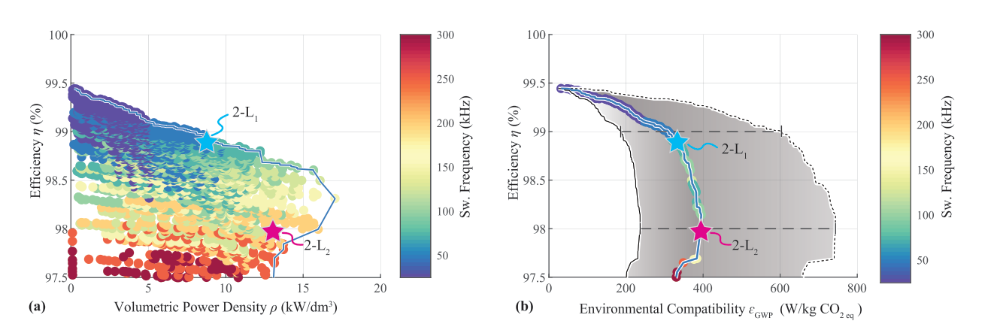 100
99.5
99
98.5
98
97.5
0
5
10
15
20
Efficiency η (%)
Volumetric Power Density ρ (kW/dm³)
2-L₁
2-L₂
300
250
200
150
100
50
Sw. Frequency (kHz)
(a)
100
99.5
99
98.5
98
97.5
0
200
400
600
800
Efficiency η (%)
Environmental Compatibility ε_GWP (W/kg CO₂ eq)
2-L₁
2-L₂
300
250
200
150
100
50
Sw. Frequency (kHz)
(b)